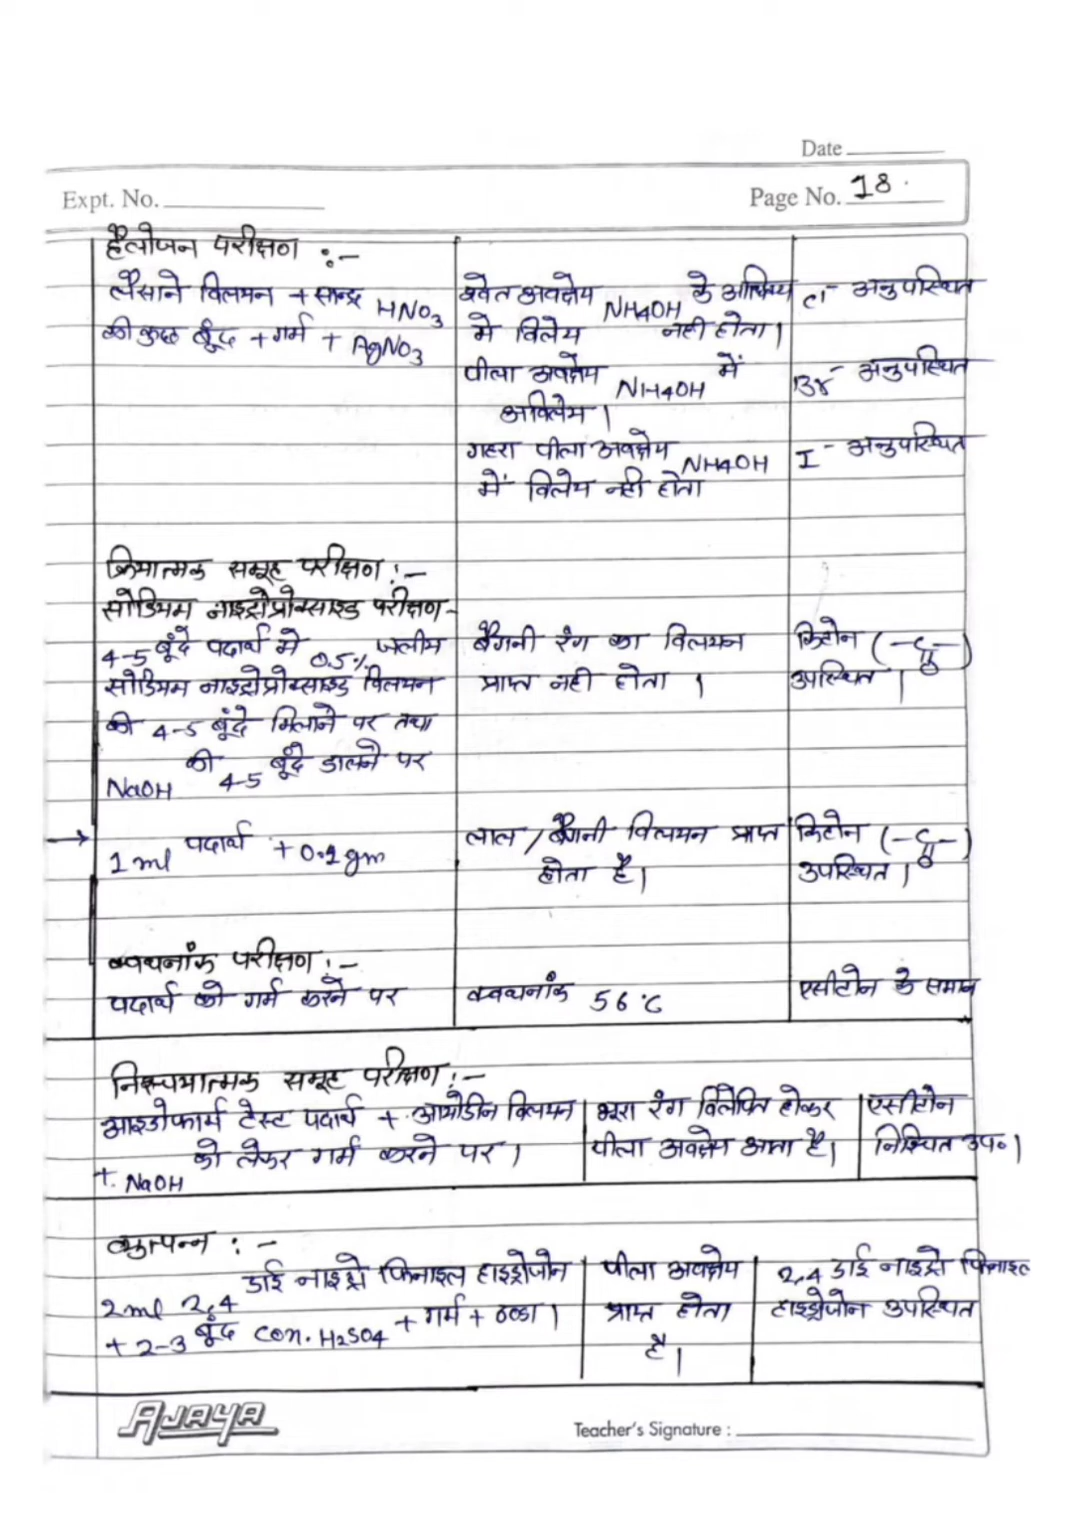 Date
Expt. No.
Page No. 18.
हैलोजन परीक्षण :-
लैसाने विलयन + सान्द्र HNO3
की कुछ बूँद + गर्म + AgNO3
श्वेत अवक्षेप NH4OH के आधिक्य
में विलेय नही होता।
Cl- अनुपस्थित
पीला अवक्षेप NH4OH में
अविलेय।
Br- अनुपस्थित
गहरा पीला अवक्षेप NH4OH
में विलेय नही होता
I- अनुपस्थित
क्रियात्मक समूह परीक्षण :-
सोडियम नाइट्रोप्रोक्साइड परीक्षण-
4-5 बूंदे पदार्थ में 0.5% जलीय
सोडियम नाइट्रोप्रोक्साइड विलयन
की 4-5 बूंदे मिलाने पर तथा
NaOH की 4-5 बूंदे डालने पर
बैगनी रंग का विलयन
प्राप्त नही होता।
किटोन (-C-)
O
उपस्थित।
→ 1ml पदार्थ + 0.1gm
लाल / बैगनी विलयन प्राप्त
होता है।
किटोन (-C-)
O
उपस्थित।
क्वथनांक परीक्षण :-
पदार्थ को गर्म करने पर
क्वथनांक 56°C
एसीटोन के समान
निश्चयात्मक समूह परीक्षण :-
आइडोफार्म टेस्ट पदार्थ + आयोडीन विलयन
+ NaOH को लेकर गर्म करने पर।
भूरा रंग विलेपित होकर
पीला अवक्षेप आता है।
एसीटोन
निश्चित उप०।
व्युत्पन्न :-
2ml 2,4 डाई नाइट्रो फिनाइल हाइड्रोजोन
+ 2-3 बूंद Con. H2SO4 + गर्म + ठण्डा।
पीला अवक्षेप
प्राप्त होता
है।
2,4 डाई नाइट्रो फिनाइल
हाइड्रोजोन उपस्थित
AJAYA
Teacher's Signature :